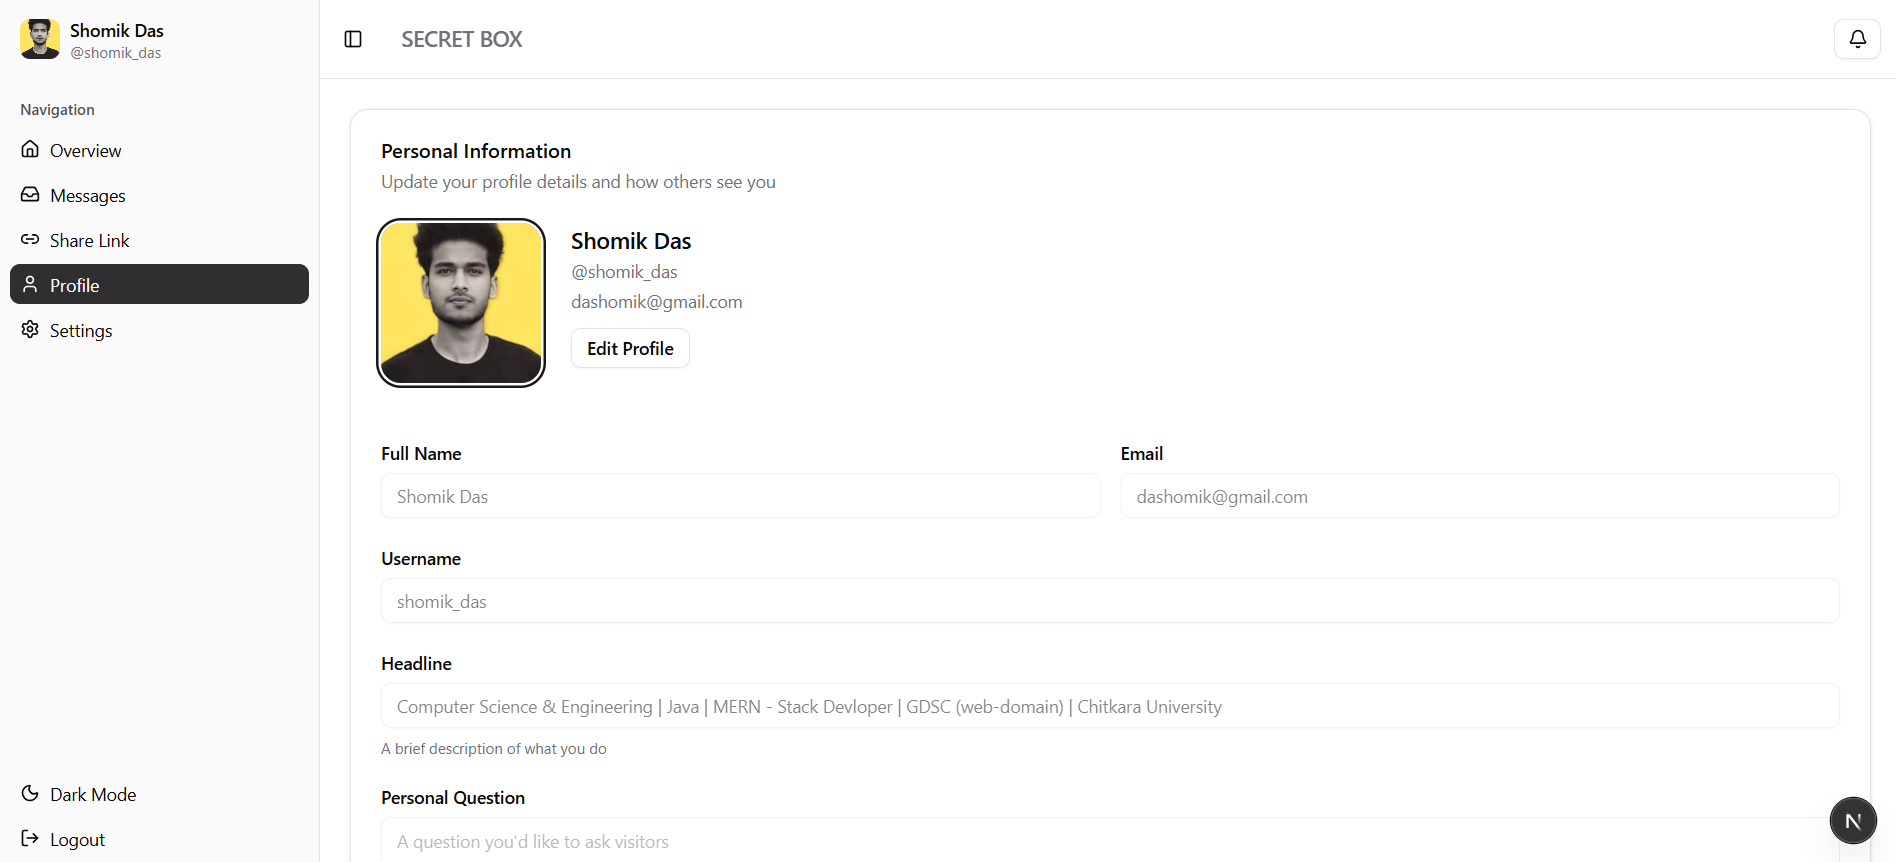 Shomik Das
@shomik_das
Navigation
Overview
Messages
Share Link
Profile
Settings
Dark Mode
Logout
SECRET BOX
Personal Information
Update your profile details and how others see you
Shomik Das
@shomik_das
dashomik@gmail.com
Edit Profile
Full Name
Shomik Das
Email
dashomik@gmail.com
Username
shomik_das
Headline
Computer Science & Engineering | Java | MERN - Stack Devloper | GDSC (web-domain) | Chitkara University
A brief description of what you do
Personal Question
A question you'd like to ask visitors
N